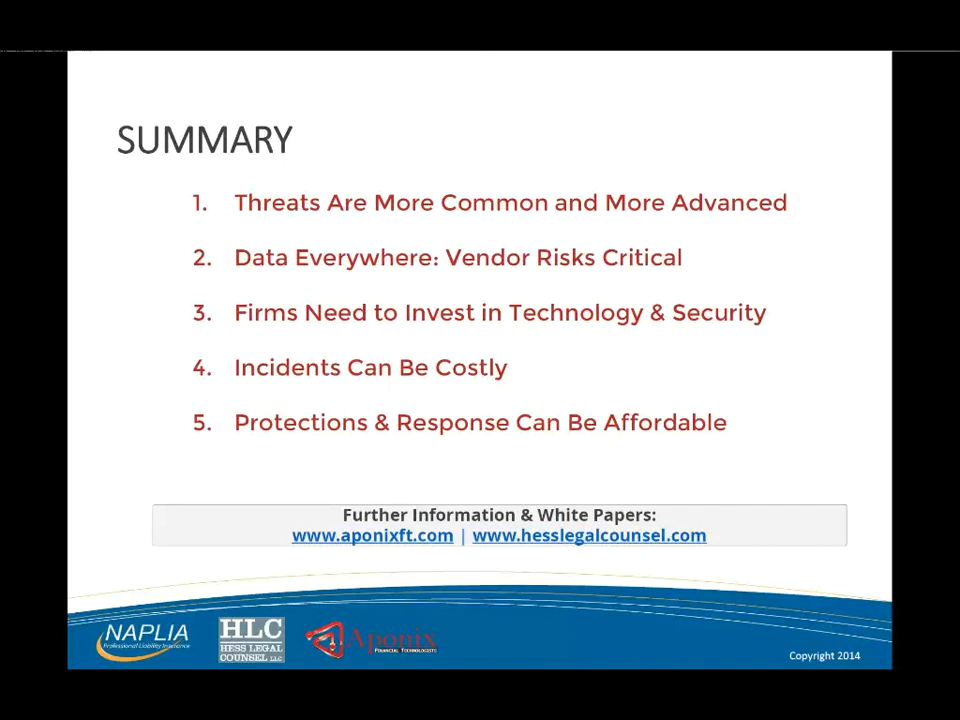 SUMMARY
1. Threats Are More Common and More Advanced
2. Data Everywhere: Vendor Risks Critical
3. Firms Need to Invest in Technology & Security
4. Incidents Can Be Costly
5. Protections & Response Can Be Affordable
Further Information & White Papers:
www.aponixft.com | www.hesslegalcounsel.com
NAPLIA
Professional Liability Insurance
HLC
HESS LEGAL
COUNSEL LLC
Aponix
FINANCIAL TECHNOLOGISTS
Copyright 2014